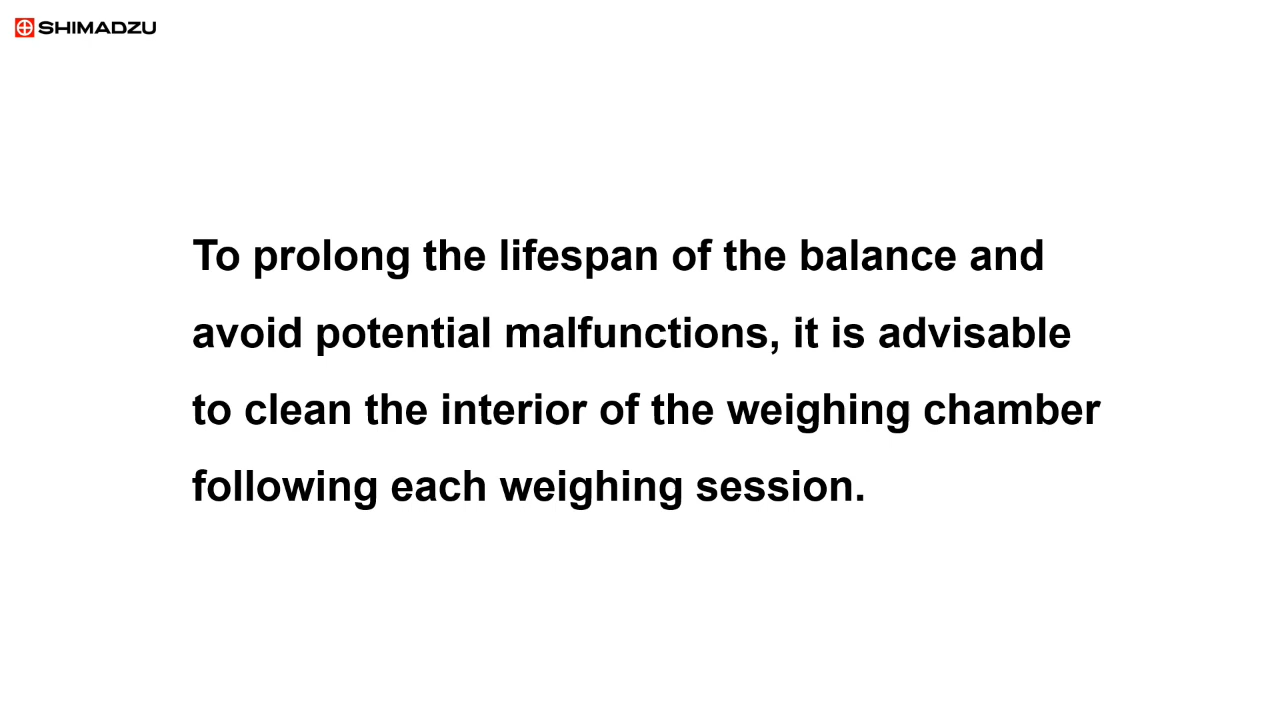 SHIMADZU
To prolong the lifespan of the balance and
avoid potential malfunctions, it is advisable
to clean the interior of the weighing chamber
following each weighing session.